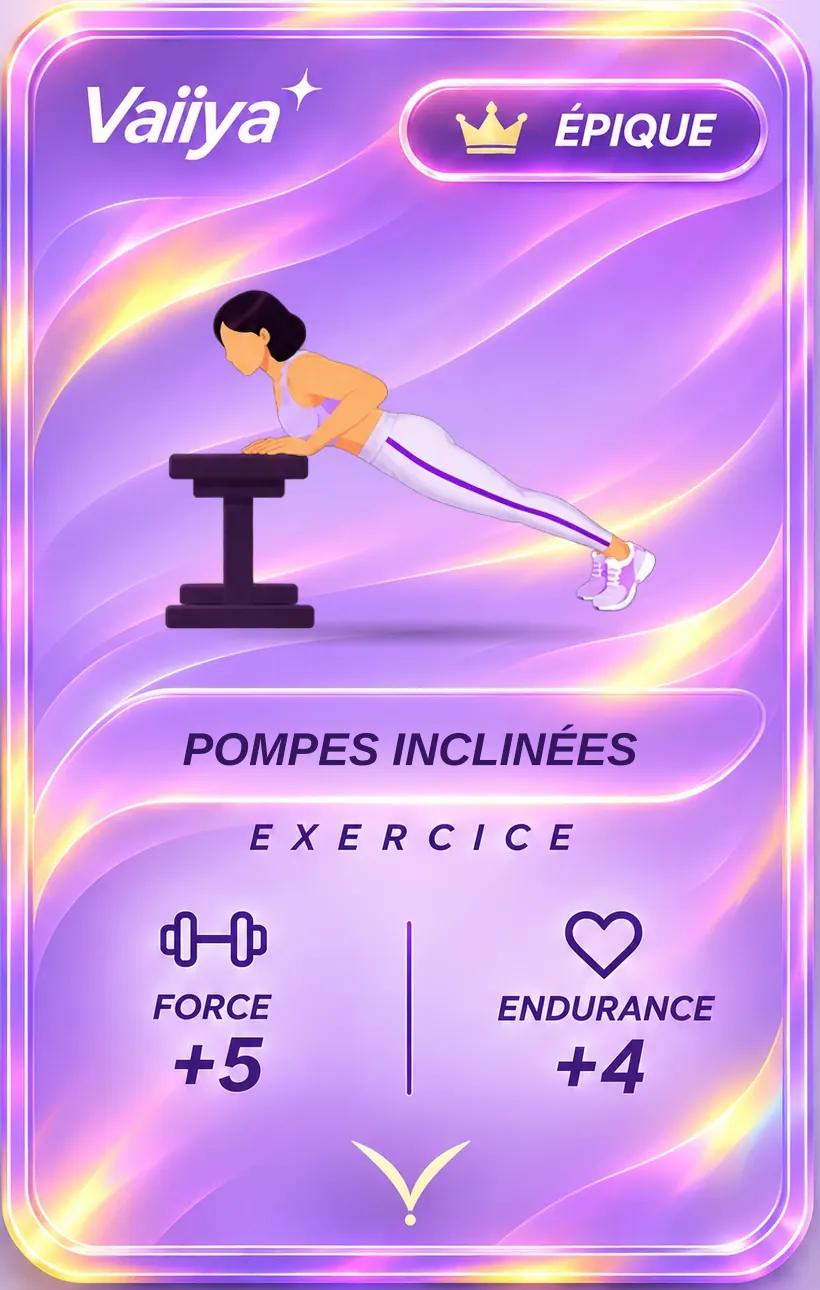 Vaiiya
ÉPIQUE
POMPES INCLINÉES
EXERCICE
FORCE
+5
ENDURANCE
+4